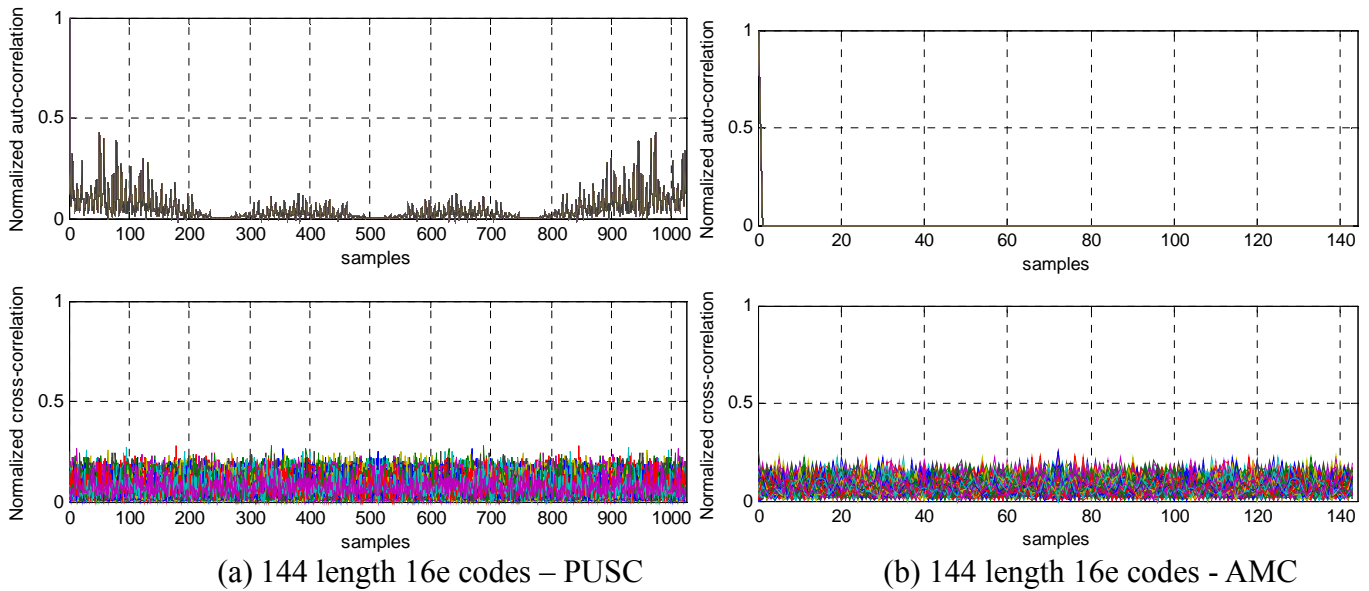 Normalized auto-correlation
1
0.5
0
0 100 200 300 400 500 600 700 800 900 1000
samples
Normalized auto-correlation
1
0.5
0
0 20 40 60 80 100 120 140
samples
Normalized cross-correlation
1
0.5
0
0 100 200 300 400 500 600 700 800 900 1000
samples
Normalized cross-correlation
1
0.5
0
0 20 40 60 80 100 120 140
samples
(a) 144 length 16e codes – PUSC
(b) 144 length 16e codes - AMC